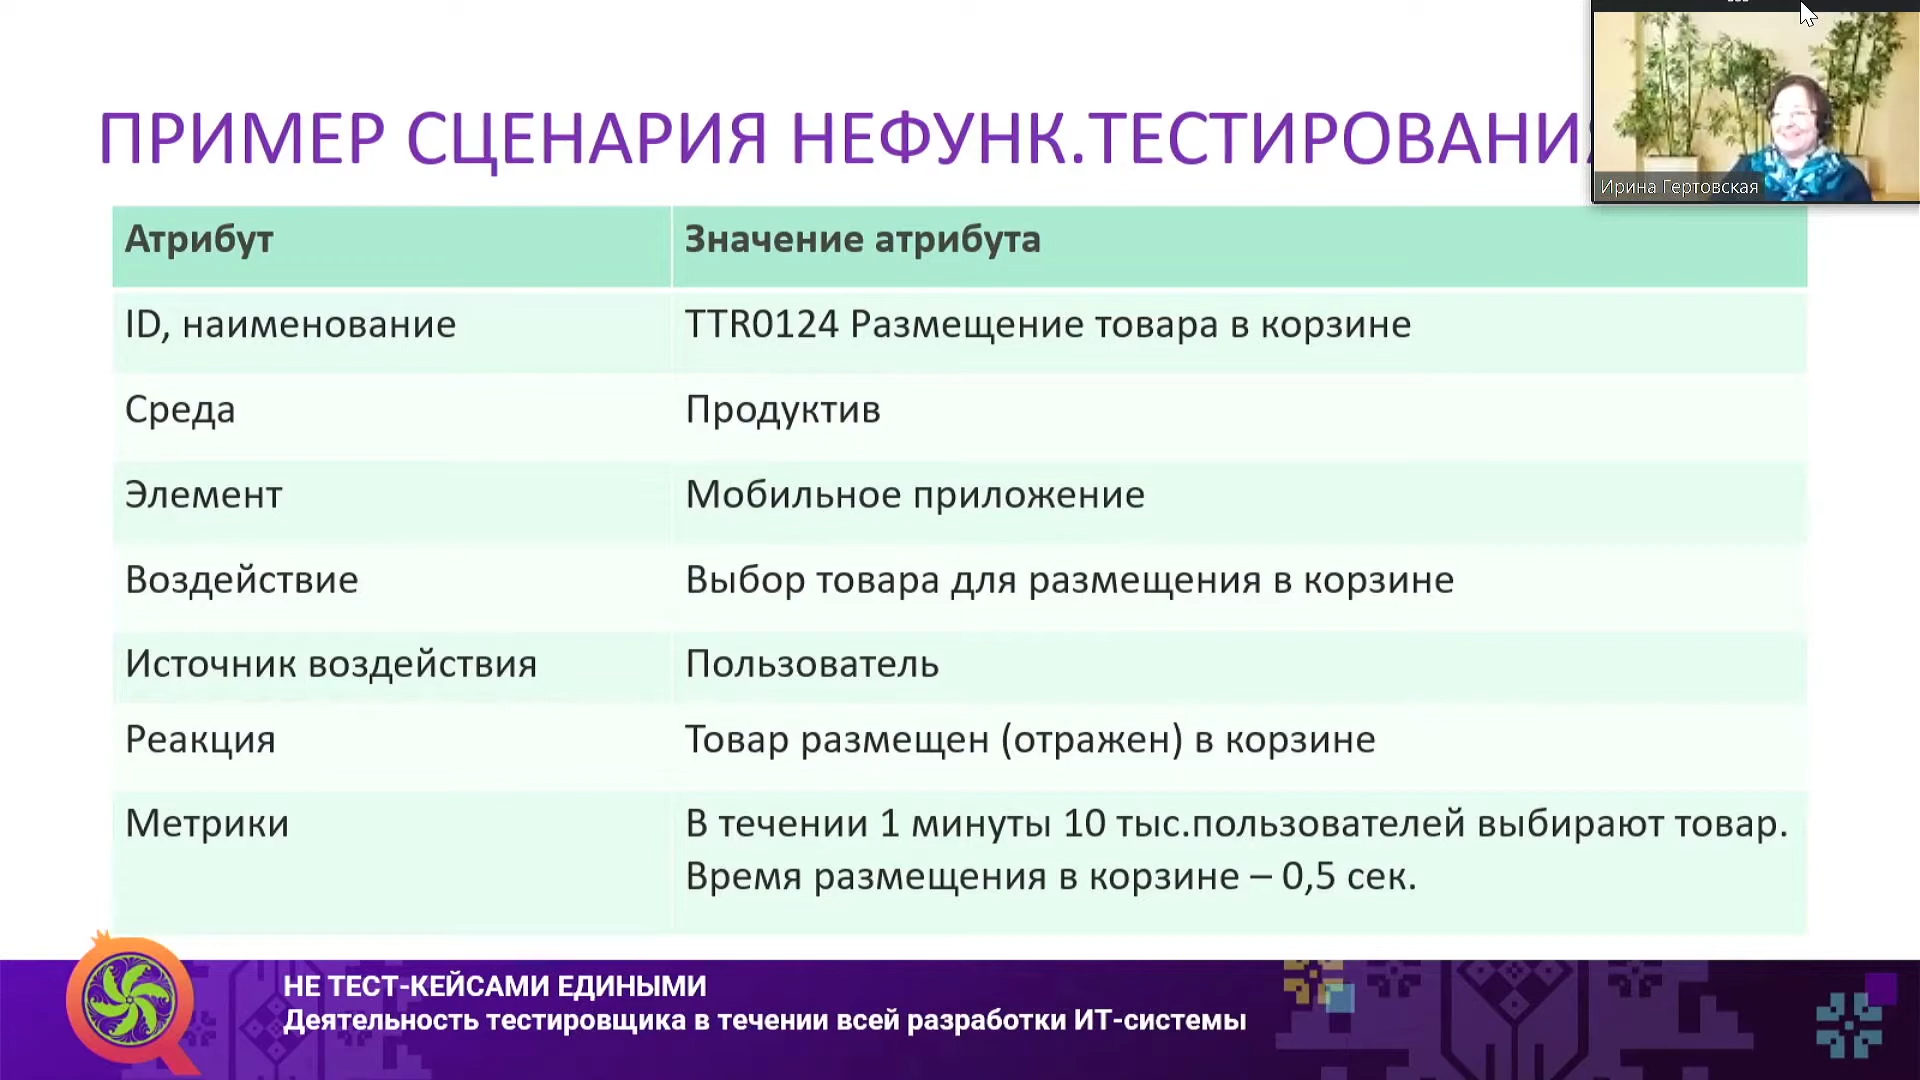 ПРИМЕР СЦЕНАРИЯ НЕФУНК.ТЕСТИРОВАНИЯ
Ирина Гертовская
Атрибут Значение атрибута
ID, наименование TTR0124 Размещение товара в корзине
Среда Продуктив
Элемент Мобильное приложение
Воздействие Выбор товара для размещения в корзине
Источник воздействия Пользователь
Реакция Товар размещен (отражен) в корзине
Метрики В течении 1 минуты 10 тыс.пользователей выбирают товар.
Время размещения в корзине – 0,5 сек.
НЕ ТЕСТ-КЕЙСАМИ ЕДИНЫМИ
Деятельность тестировщика в течении всей разработки ИТ-системы